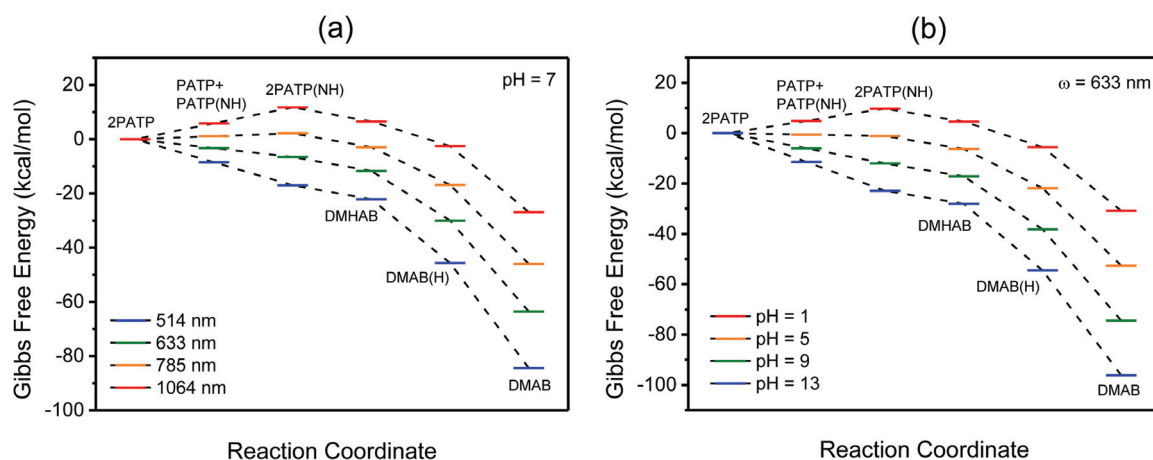 (a)
Gibbs Free Energy (kcal/mol)
20
0
-20
-40
-60
-80
-100
pH = 7
2PATP
PATP+
PATP(NH)
2PATP(NH)
DMHAB
DMAB(H)
DMAB
514 nm
633 nm
785 nm
1064 nm
Reaction Coordinate
(b)
Gibbs Free Energy (kcal/mol)
20
0
-20
-40
-60
-80
-100
ω = 633 nm
2PATP
PATP+
PATP(NH)
2PATP(NH)
DMHAB
DMAB(H)
DMAB
pH = 1
pH = 5
pH = 9
pH = 13
Reaction Coordinate